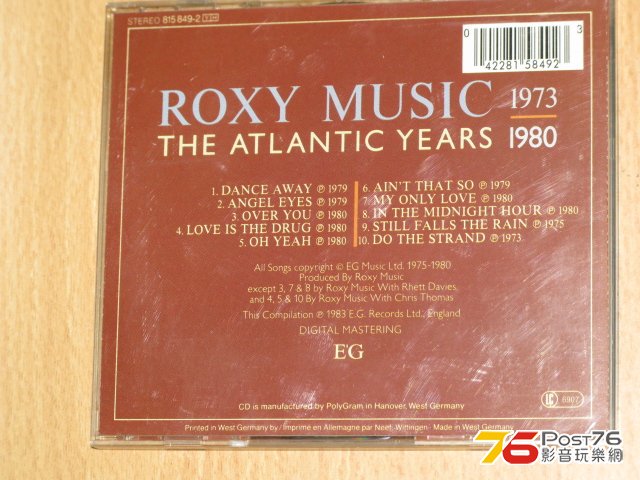 STEREO 815 849-2
3
42281 58492
ROXY MUSIC 1973
THE ATLANTIC YEARS 1980
1. DANCE AWAY ℗ 1979
2. ANGEL EYES ℗ 1979
3. OVER YOU ℗ 1980
4. LOVE IS THE DRUG ℗ 1980
5. OH YEAH ℗ 1980
6. AIN'T THAT SO ℗ 1979
7. MY ONLY LOVE ℗ 1980
8. IN THE MIDNIGHT HOUR ℗ 1980
9. STILL FALLS THE RAIN ℗ 1975
10. DO THE STRAND ℗ 1973
All Songs copyright © EG Music Ltd. 1975-1980
Produced By Roxy Music
except 3, 7 & 8 by Roxy Music With Rhett Davies,
and 4, 5 & 10 By Roxy Music With Chris Thomas
This Compilation ℗ 1983 E.G. Records Ltd., England
DIGITAL MASTERING
E'G
CD is manufactured by PolyGram in Hanover, West Germany
LC 6907
Printed in West Germany by / Imprimé en Allemagne par Neef, Wittingen · Made in West Germany
76 Post76
影音玩樂網